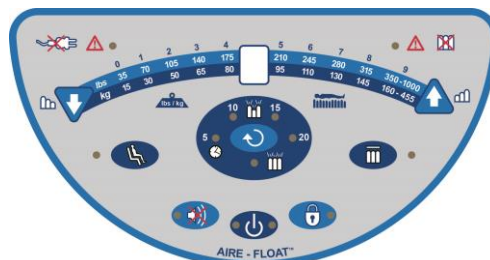 0 1 2 3 4 5 6 7 8 9
lbs 35 70 105 140 175 210 245 280 315 350-1000
kg 15 30 50 65 80 95 110 130 145 160-455
lbs / kg
10 15
5 20
AIRE - FLOAT™